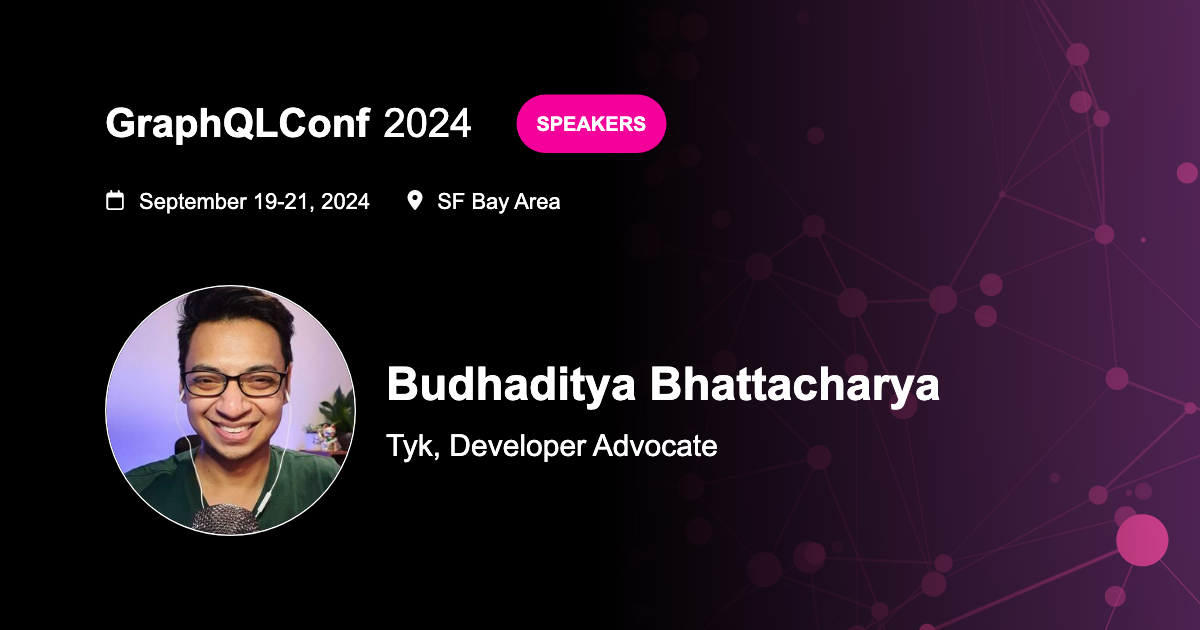 GraphQLConf 2024 SPEAKERS
September 19-21, 2024 SF Bay Area
Budhaditya Bhattacharya
Tyk, Developer Advocate